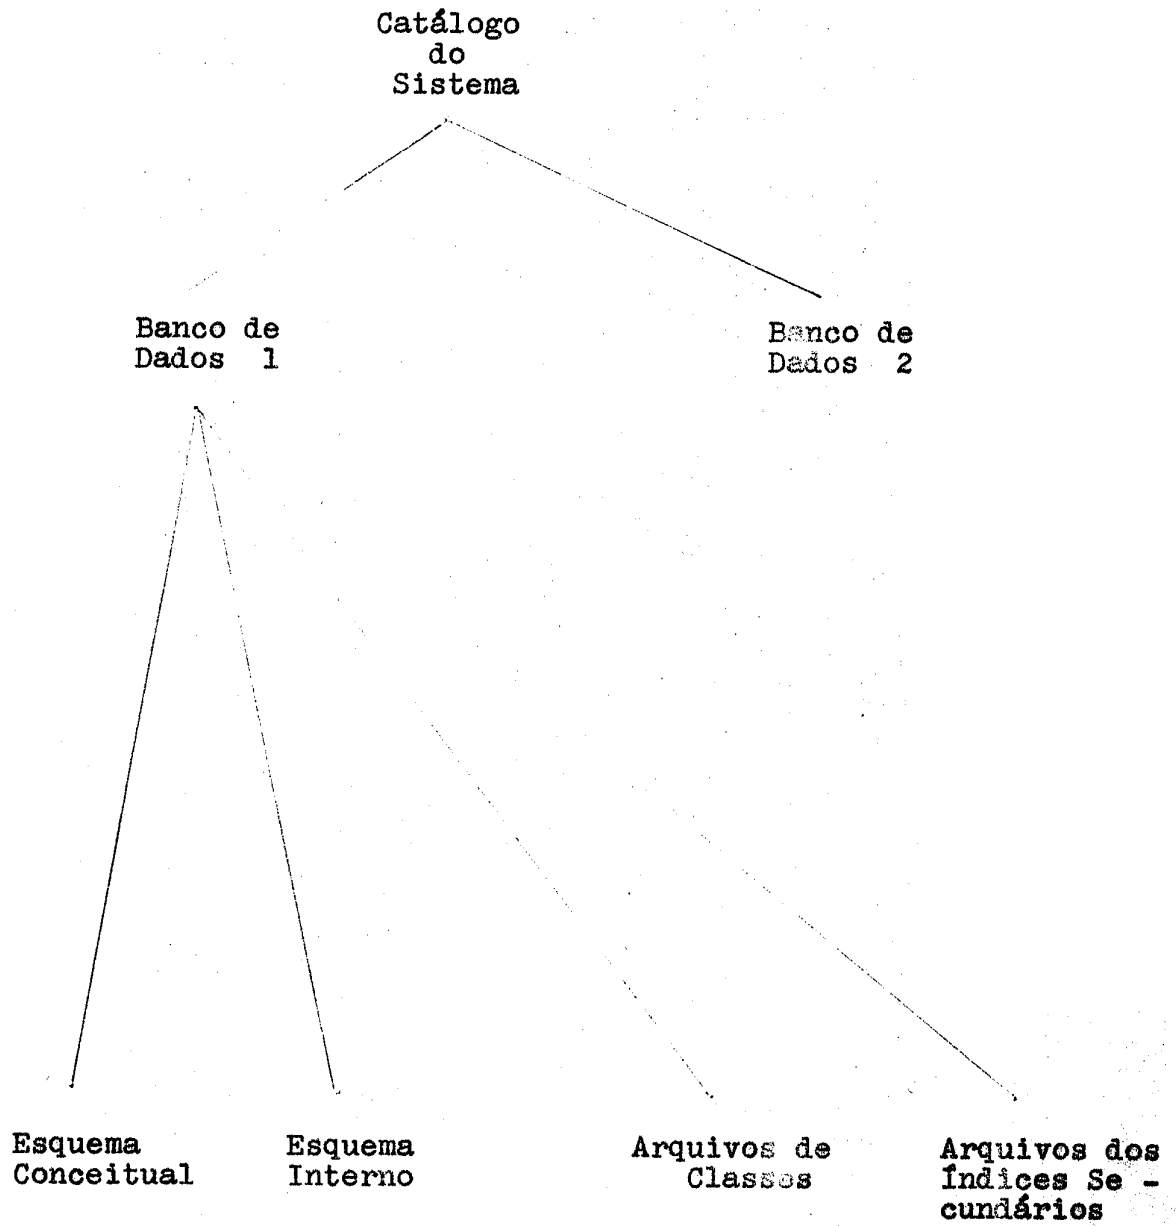 Catálogo
do
Sistema
Banco de
Dados 1
Banco de
Dados 2
Esquema
Conceitual
Esquema
Interno
Arquivos de
Classes
Arquivos dos
Índices Se -
cundários